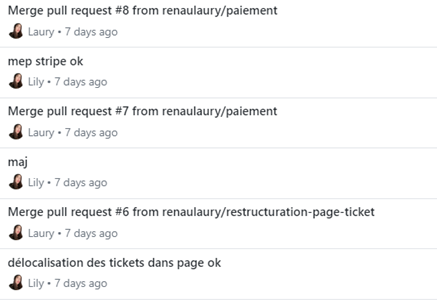 Merge pull request #8 from renaulaury/paiement
Laury • 7 days ago
mep stripe ok
Lily • 7 days ago
Merge pull request #7 from renaulaury/paiement
Laury • 7 days ago
maj
Lily • 7 days ago
Merge pull request #6 from renaulaury/restructuration-page-ticket
Laury • 7 days ago
délocalisation des tickets dans page ok
Lily • 7 days ago